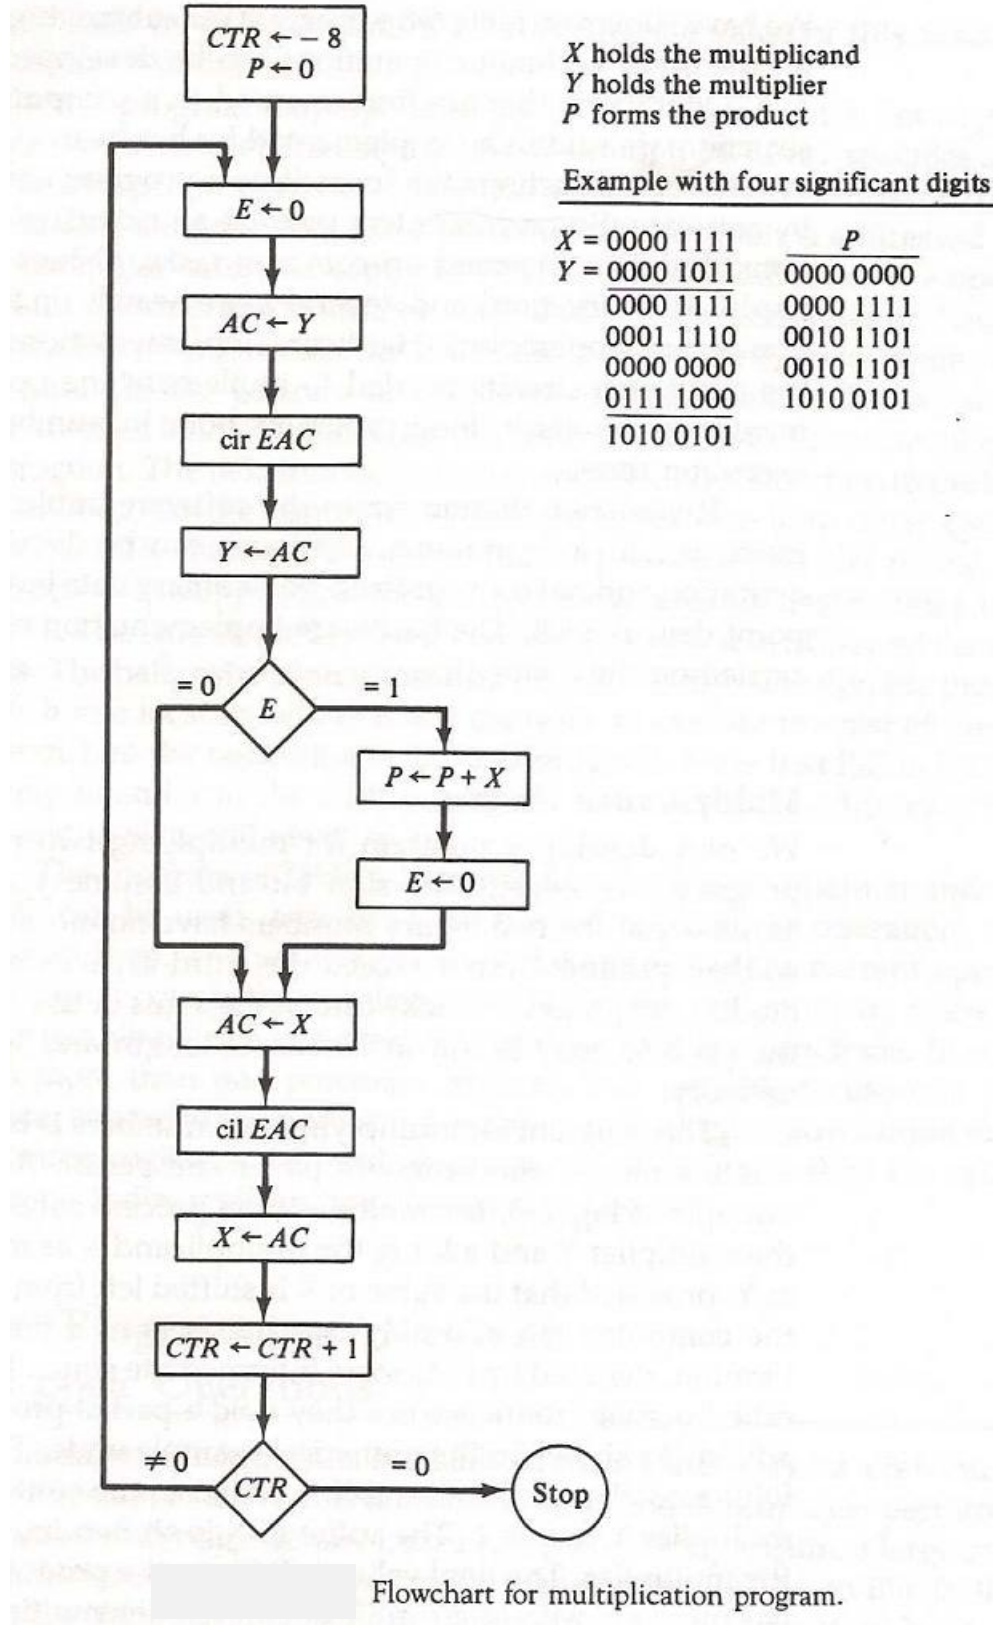 CTR ← – 8
P ← 0
E ← 0
AC ← Y
cir EAC
Y ← AC
E
= 0
= 1
P ← P + X
E ← 0
AC ← X
cil EAC
X ← AC
CTR ← CTR + 1
CTR
≠ 0
= 0
Stop
X holds the multiplicand
Y holds the multiplier
P forms the product
Example with four significant digits
X = 0000 1111 P
Y = 0000 1011 0000 0000
0000 1111 0000 1111
0001 1110 0010 1101
0000 0000 0010 1101
0111 1000 1010 0101
1010 0101
Flowchart for multiplication program.